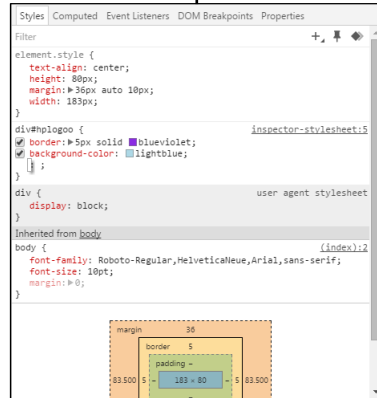 Styles Computed Event Listeners DOM Breakpoints Properties
Filter
element.style {
text-align: center;
height: 80px;
margin:▶36px auto 10px;
width: 183px;
}
div#hplogoo { inspector-stylesheet:5
border:▶5px solid blueviolet;
background-color: lightblue;
: ;
}
div { user agent stylesheet
display: block;
}
Inherited from body
body { (index):2
font-family: Roboto-Regular,HelveticaNeue,Arial,sans-serif;
font-size: 10pt;
margin:▶0;
}
margin 36
border 5
padding -
83.500 5 - 183 × 80 - 5 83.500